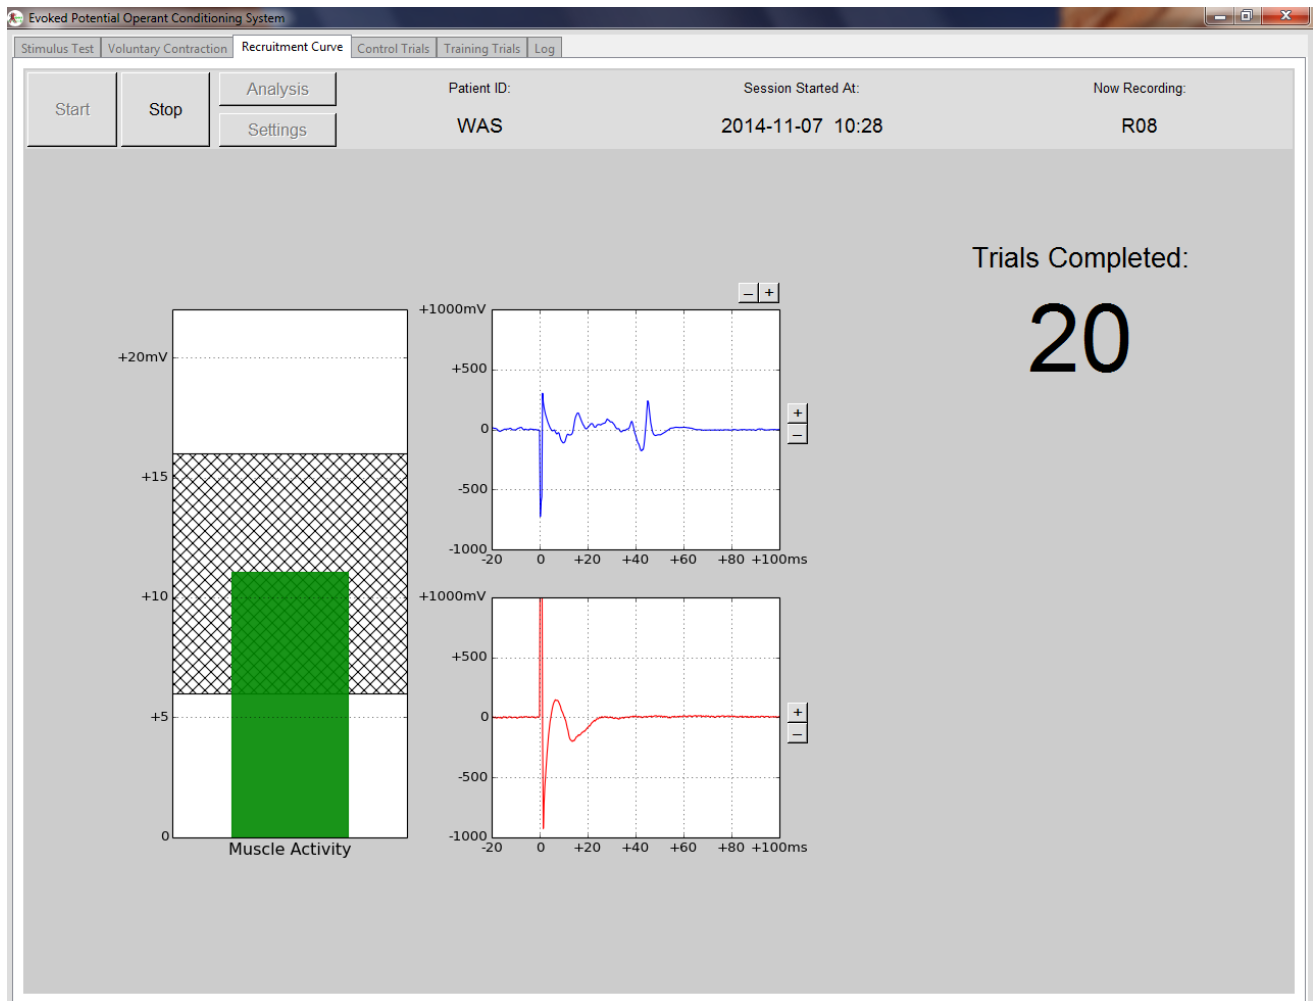 Evoked Potential Operant Conditioning System
Stimulus Test Voluntary Contraction Recruitment Curve Control Trials Training Trials Log
Start Stop Analysis Settings
Patient ID: Session Started At: Now Recording:
WAS 2014-11-07 10:28 R08
Trials Completed:
20
+20mV
+15
+10
+5
0
Muscle Activity
– +
+1000mV
+500
0
-500
-1000
-20 0 +20 +40 +60 +80 +100ms
+
–
+1000mV
+500
0
-500
-1000
-20 0 +20 +40 +60 +80 +100ms
+
–